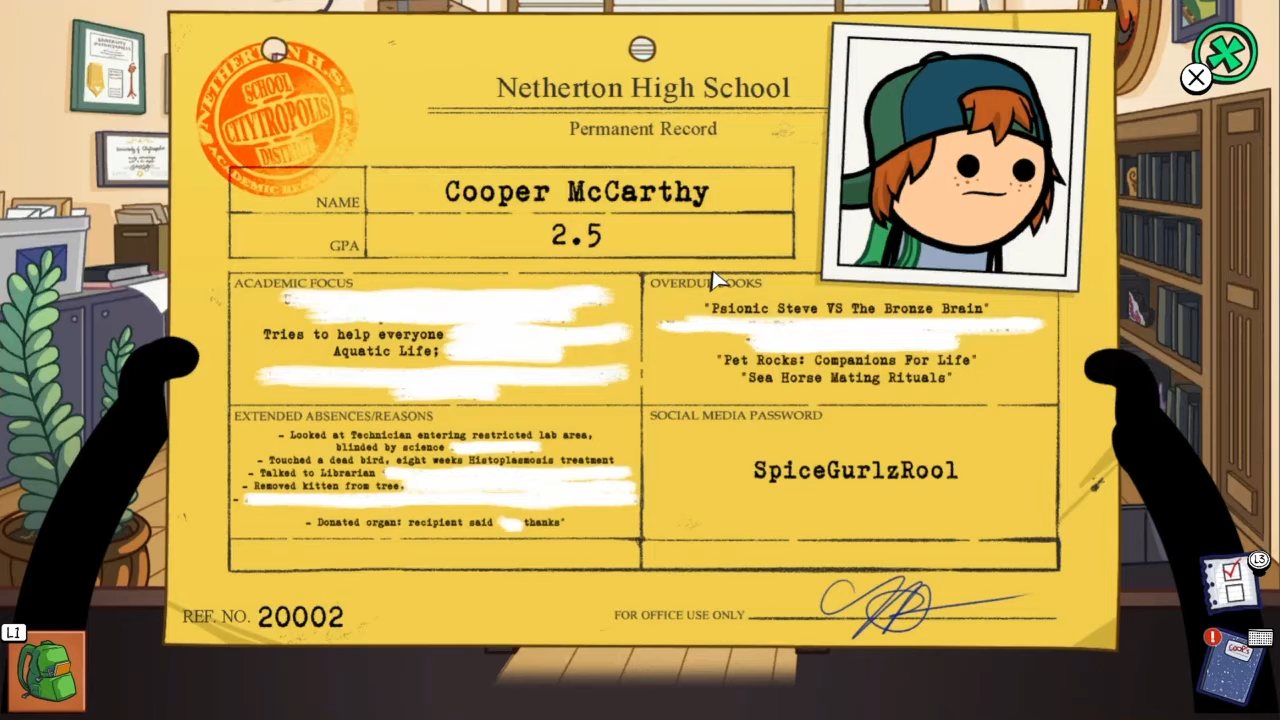 NETHERTON H.S.
SCHOOL
CITYTROPOLIS
DISTRICT
Netherton High School
Permanent Record
NAME
Cooper McCarthy
GPA
2.5
ACADEMIC FOCUS
Tries to help everyone
Aquatic Life;
OVERDUE BOOKS
"Psionic Steve VS The Bronze Brain"
"Pet Rocks: Companions For Life"
"Sea Horse Mating Rituals"
EXTENDED ABSENCES/REASONS
- Looked at Technician entering restricted lab area,
blinded by science
- Touched a dead bird, eight weeks Histoplasmosis treatment
- Talked to Librarian
- Removed kitten from tree,
-
- Donated organ: recipient said thanks"
SOCIAL MEDIA PASSWORD
SpiceGurlzRool
REF. NO. 20002
FOR OFFICE USE ONLY
L1
L3